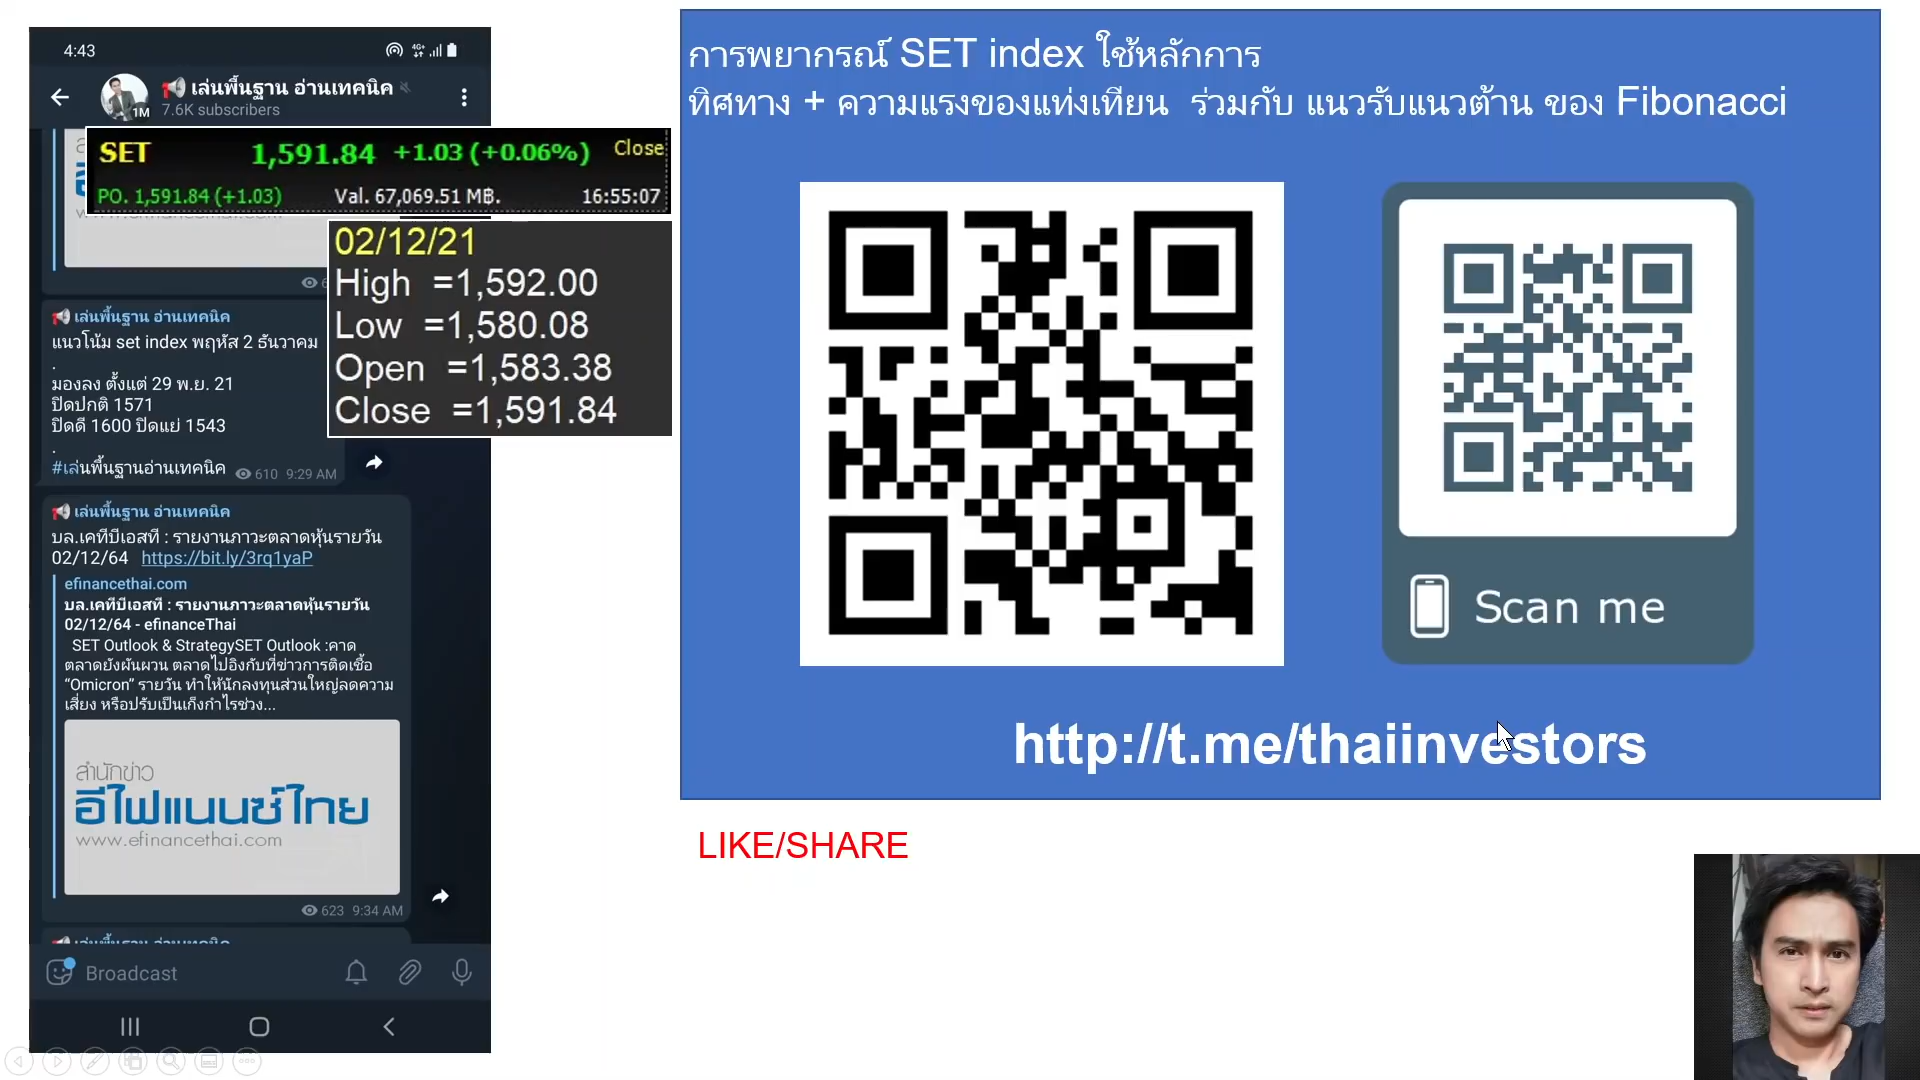 4:43
4G+
เล่นพื้นฐาน อ่านเทคนิค
1M
7.6K subscribers
SET 1,591.84 +1.03 (+0.06%) Close
PO. 1,591.84 (+1.03) Val. 67,069.51 M฿. 16:55:07
02/12/21
High =1,592.00
Low =1,580.08
Open =1,583.38
Close =1,591.84
เล่นพื้นฐาน อ่านเทคนิค
แนวโน้ม set index พฤหัส 2 ธันวาคม
.
มองลง ตั้งแต่ 29 พ.ย. 21
ปิดปกติ 1571
ปิดดี 1600 ปิดแย่ 1543
.
#เล่นพื้นฐานอ่านเทคนิค 610 9:29 AM
เล่นพื้นฐาน อ่านเทคนิค
บล.เคทีบีเอสที : รายงานภาวะตลาดหุ้นรายวัน
02/12/64 https://bit.ly/3rq1yaP
efinancethai.com
บล.เคทีบีเอสที : รายงานภาวะตลาดหุ้นรายวัน
02/12/64 - efinanceThai
SET Outlook & StrategySET Outlook :คาด
ตลาดยังผันผวน ตลาดไปอิงกับที่ข่าวการติดเชื้อ
“Omicron” รายวัน ทำให้นักลงทุนส่วนใหญ่ลดความ
เสี่ยง หรือปรับเป็นเก็งกำไรช่วง...
สำนักข่าว
อีไฟแนนซ์ไทย
www.efinancethai.com
623 9:34 AM
เล่นพื้นฐาน อ่านเทคนิค
Broadcast
การพยากรณ์ SET index ใช้หลักการ
ทิศทาง + ความแรงของแท่งเทียน ร่วมกับ แนวรับแนวต้าน ของ Fibonacci
Scan me
http://t.me/thaiinvestors
LIKE/SHARE